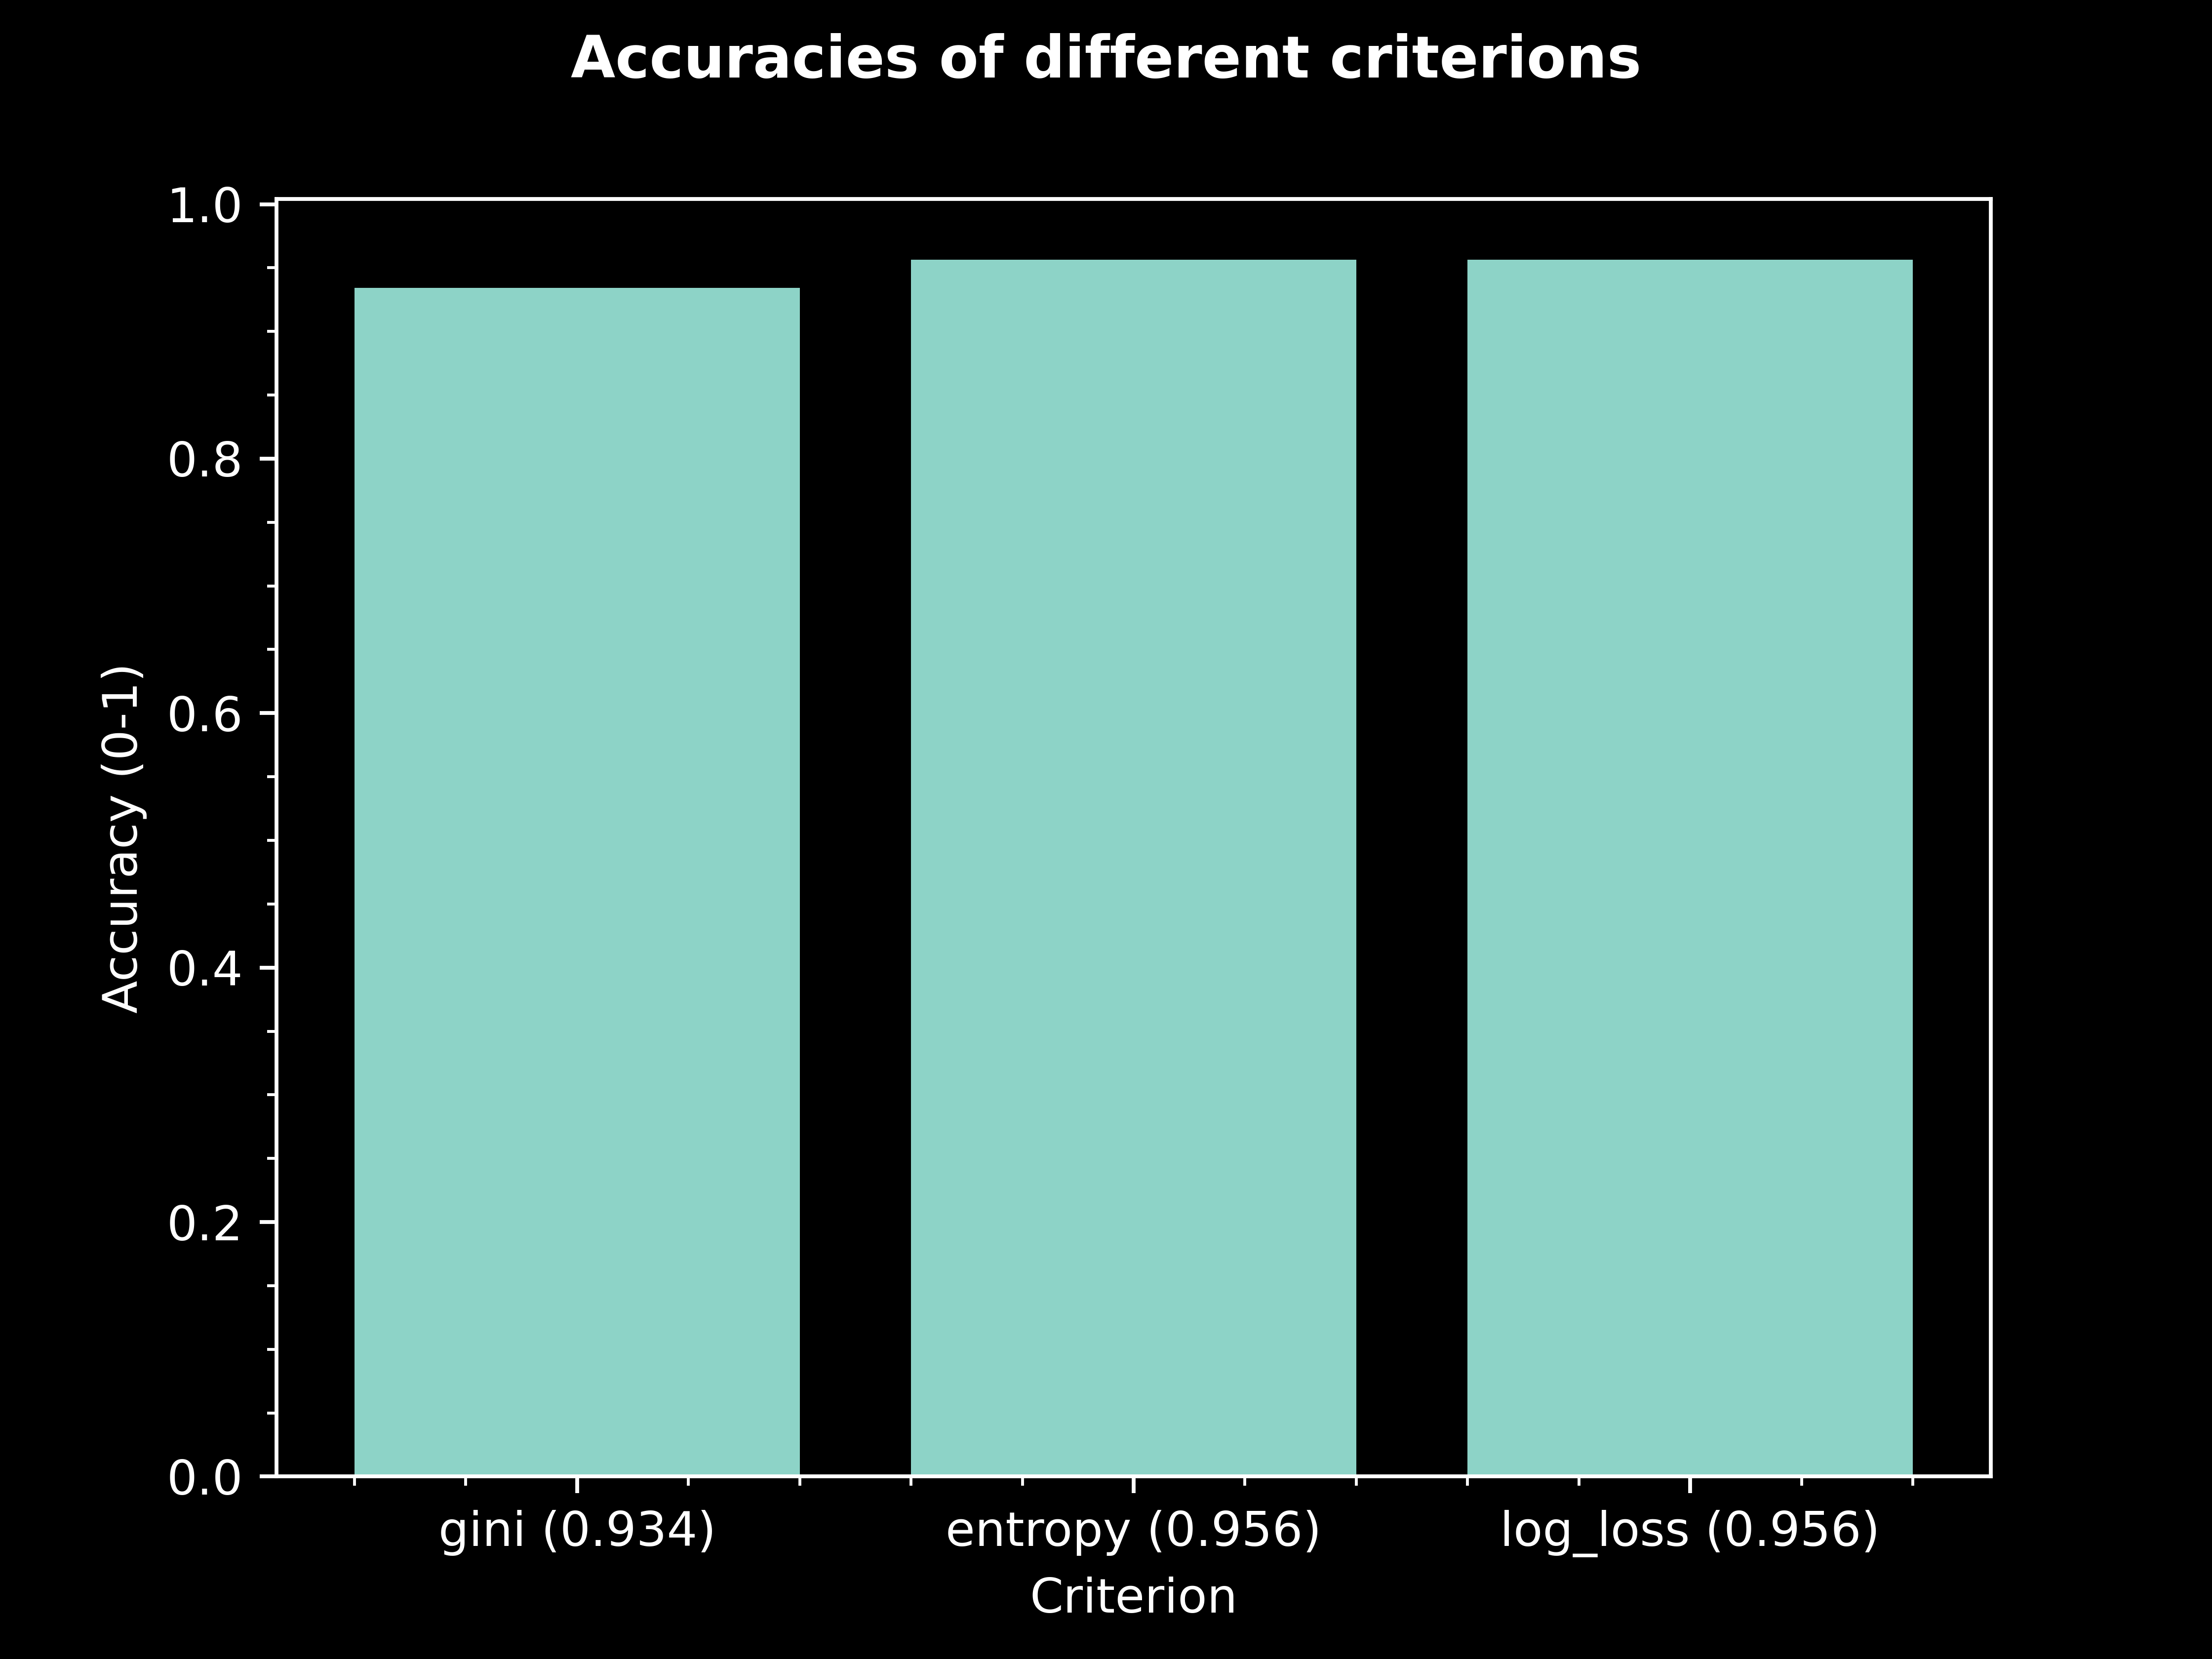 Accuracies of different criterions
1.0
0.8
0.6
0.4
0.2
0.0
Accuracy (0-1)
gini (0.934)
entropy (0.956)
log_loss (0.956)
Criterion